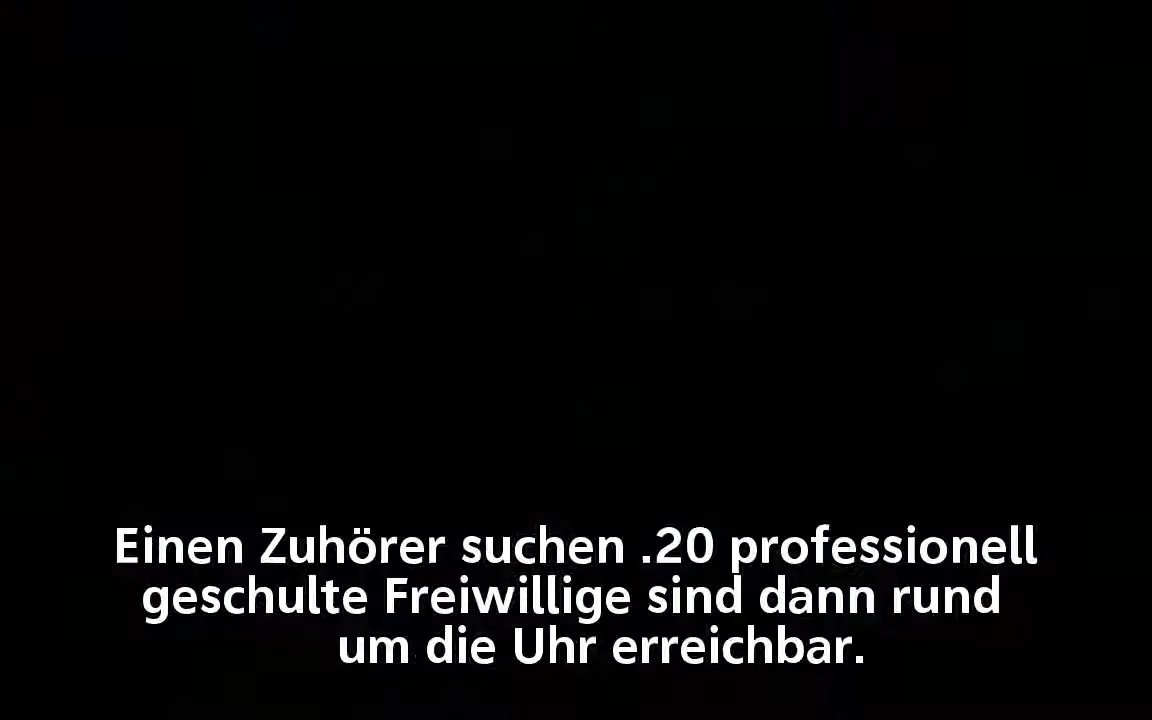 Einen Zuhörer suchen .20 professionell
geschulte Freiwillige sind dann rund
um die Uhr erreichbar.